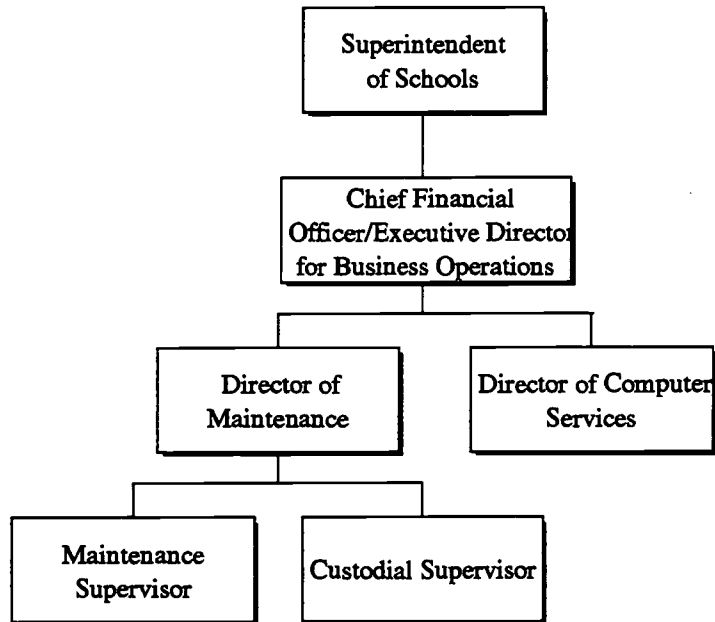 Superintendent
of Schools
Chief Financial
Officer/Executive Director
for Business Operations
Director of
Maintenance
Director of Computer
Services
Maintenance
Supervisor
Custodial Supervisor